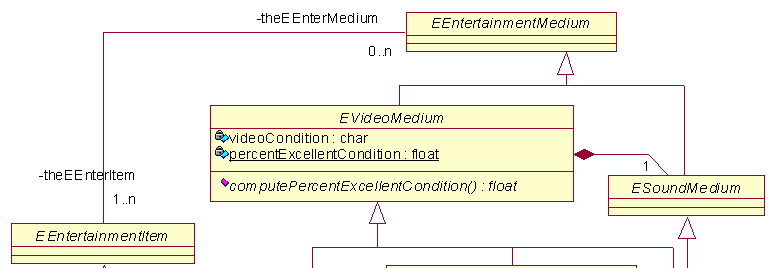 -theEEnterMedium
EEntertainmentMedium
0..n
EVideoMedium
videoCondition : char
percentExcellentCondition : float
computePercentExcellentCondition() : float
1
ESoundMedium
-theEEnterItem
1..n
EEntertainmentItem